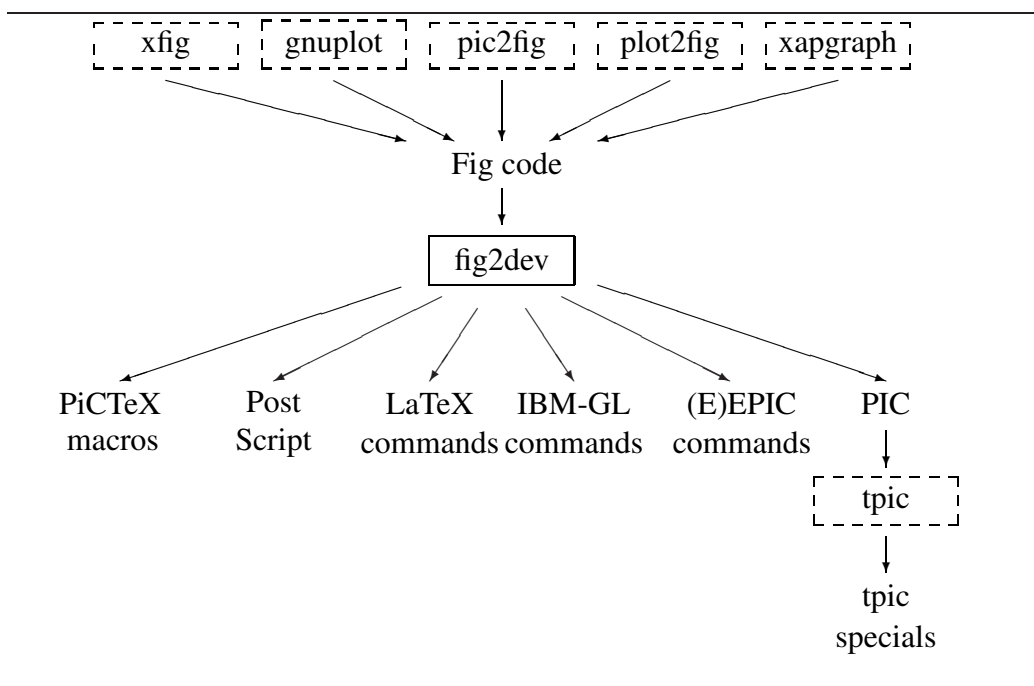 xfig gnuplot pic2fig plot2fig xapgraph
Fig code
fig2dev
PiCTeX Post LaTeX IBM-GL (E)EPIC PIC
macros Script commands commands commands
tpic
tpic
specials